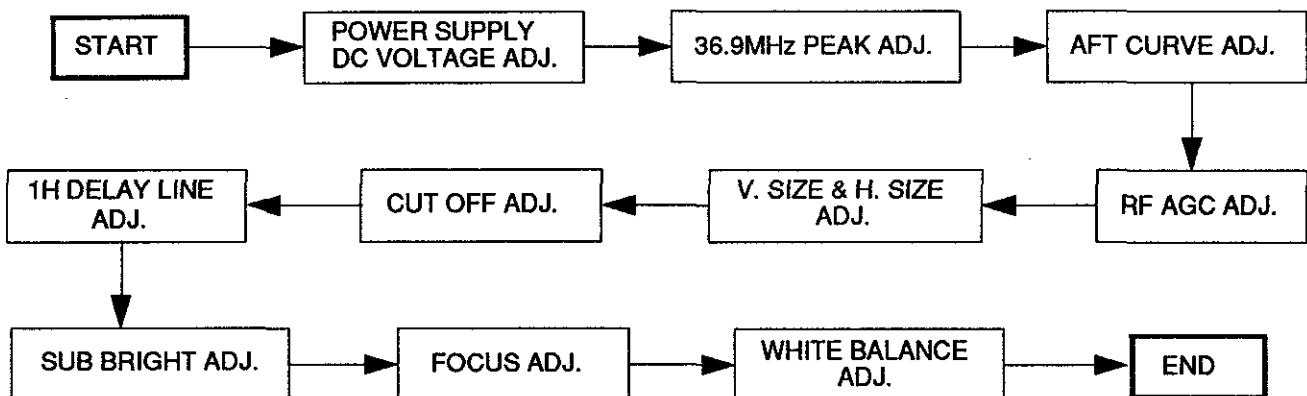 START
POWER SUPPLY
DC VOLTAGE ADJ.
36.9MHz PEAK ADJ.
AFT CURVE ADJ.
RF AGC ADJ.
V. SIZE & H. SIZE
ADJ.
CUT OFF ADJ.
1H DELAY LINE
ADJ.
SUB BRIGHT ADJ.
FOCUS ADJ.
WHITE BALANCE
ADJ.
END